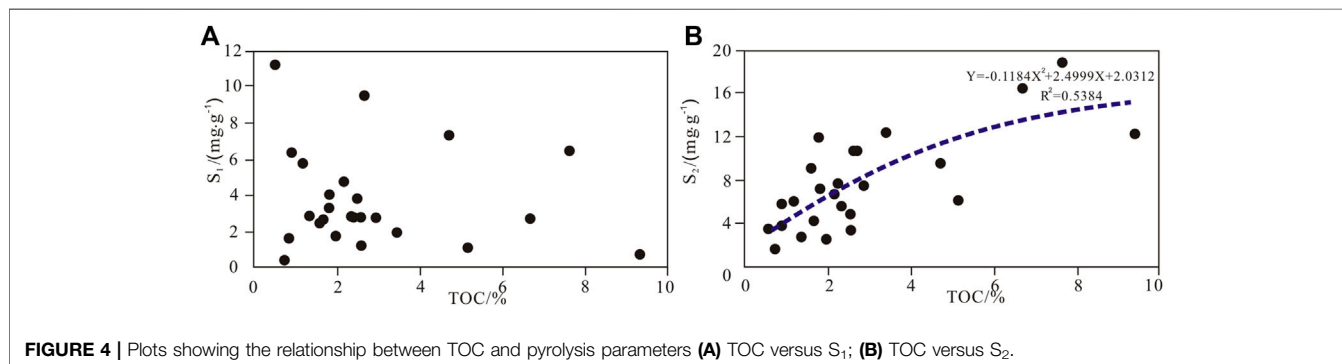 A
12
10
8
6
4
2
0
S₁/(mg·g⁻¹)
0 2 4 6 8 10
TOC/%
B
20
16
12
8
4
0
S₂/(mg·g⁻¹)
Y=-0.1184X²+2.4999X+2.0312
R²=0.5384
0 2 4 6 8 10
TOC/%
FIGURE 4 | Plots showing the relationship between TOC and pyrolysis parameters (A) TOC versus S₁; (B) TOC versus S₂.